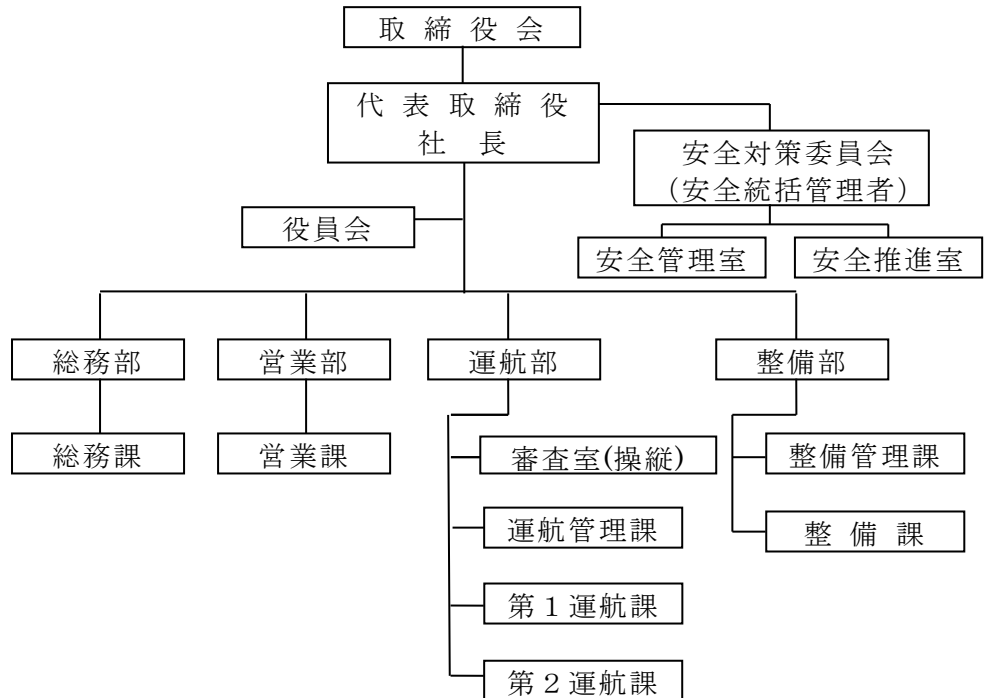 取締役会
代表取締役
社長
安全対策委員会
(安全統括管理者)
役員会
安全管理室
安全推進室
総務部
営業部
運航部
整備部
総務課
営業課
審査室(操縦)
整備管理課
運航管理課
整備課
第1運航課
第2運航課